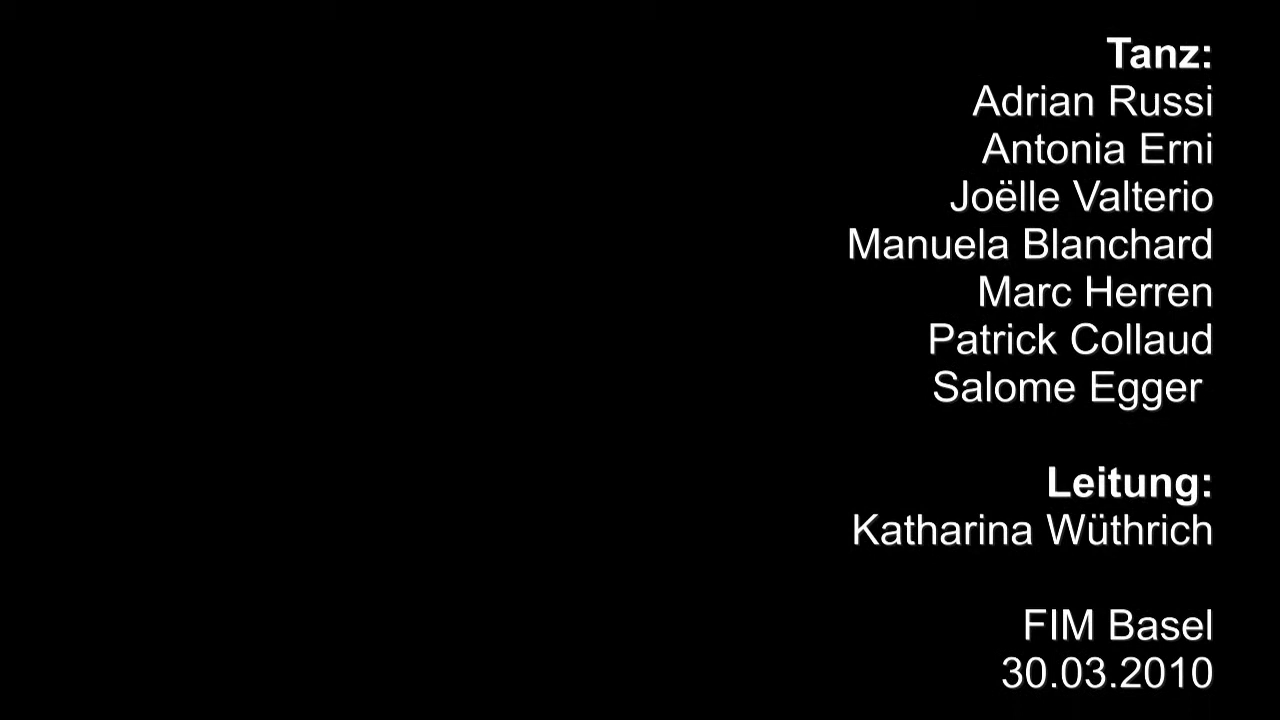 Tanz:
Adrian Russi
Antonia Erni
Joëlle Valterio
Manuela Blanchard
Marc Herren
Patrick Collaud
Salome Egger
Leitung:
Katharina Wüthrich
FIM Basel
30.03.2010